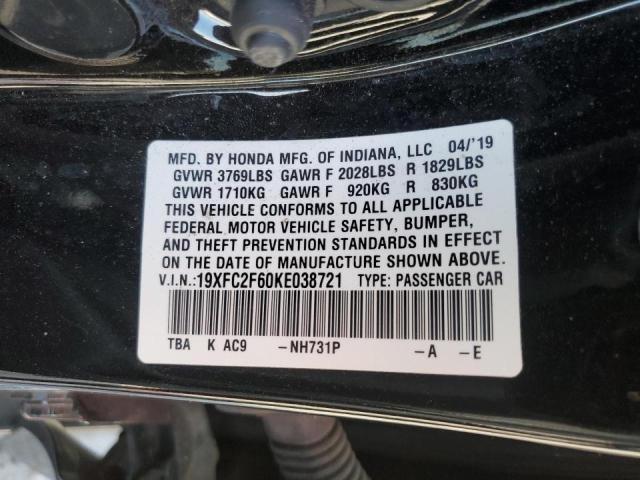 MFD. BY HONDA MFG. OF INDIANA, LLC 04/'19
GVWR 3769LBS GAWR F 2028LBS R 1829LBS
GVWR 1710KG GAWR F 920KG R 830KG
THIS VEHICLE CONFORMS TO ALL APPLICABLE
FEDERAL MOTOR VEHICLE SAFETY, BUMPER,
AND THEFT PREVENTION STANDARDS IN EFFECT
ON THE DATE OF MANUFACTURE SHOWN ABOVE.
V.I.N.:19XFC2F60KE038721 TYPE: PASSENGER CAR
TBA K AC9 -NH731P -A -E